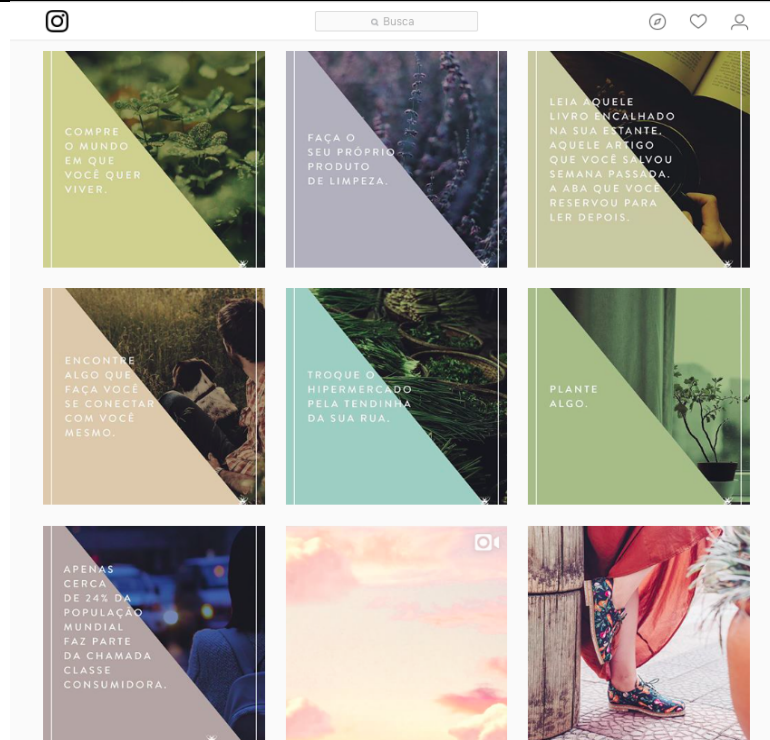 Busca
COMPRE
O MUNDO
EM QUE
VOCÊ QUER
VIVER.
FAÇA O
SEU PRÓPRIO
PRODUTO
DE LIMPEZA.
LEIA AQUELE
LIVRO ENCALHADO
NA SUA ESTANTE.
AQUELE ARTIGO
QUE VOCÊ SALVOU
SEMANA PASSADA.
A ABA QUE VOCÊ
RESERVOU PARA
LER DEPOIS.
ENCONTRE
ALGO QUE
FAÇA VOCÊ
SE CONECTAR
COM VOCÊ
MESMO.
TROQUE O
HIPERMERCADO
PELA TENDINHA
DA SUA RUA.
PLANTE
ALGO.
APENAS
CERCA
DE 24% DA
POPULAÇÃO
MUNDIAL
FAZ PARTE
DA CHAMADA
CLASSE
CONSUMIDORA.